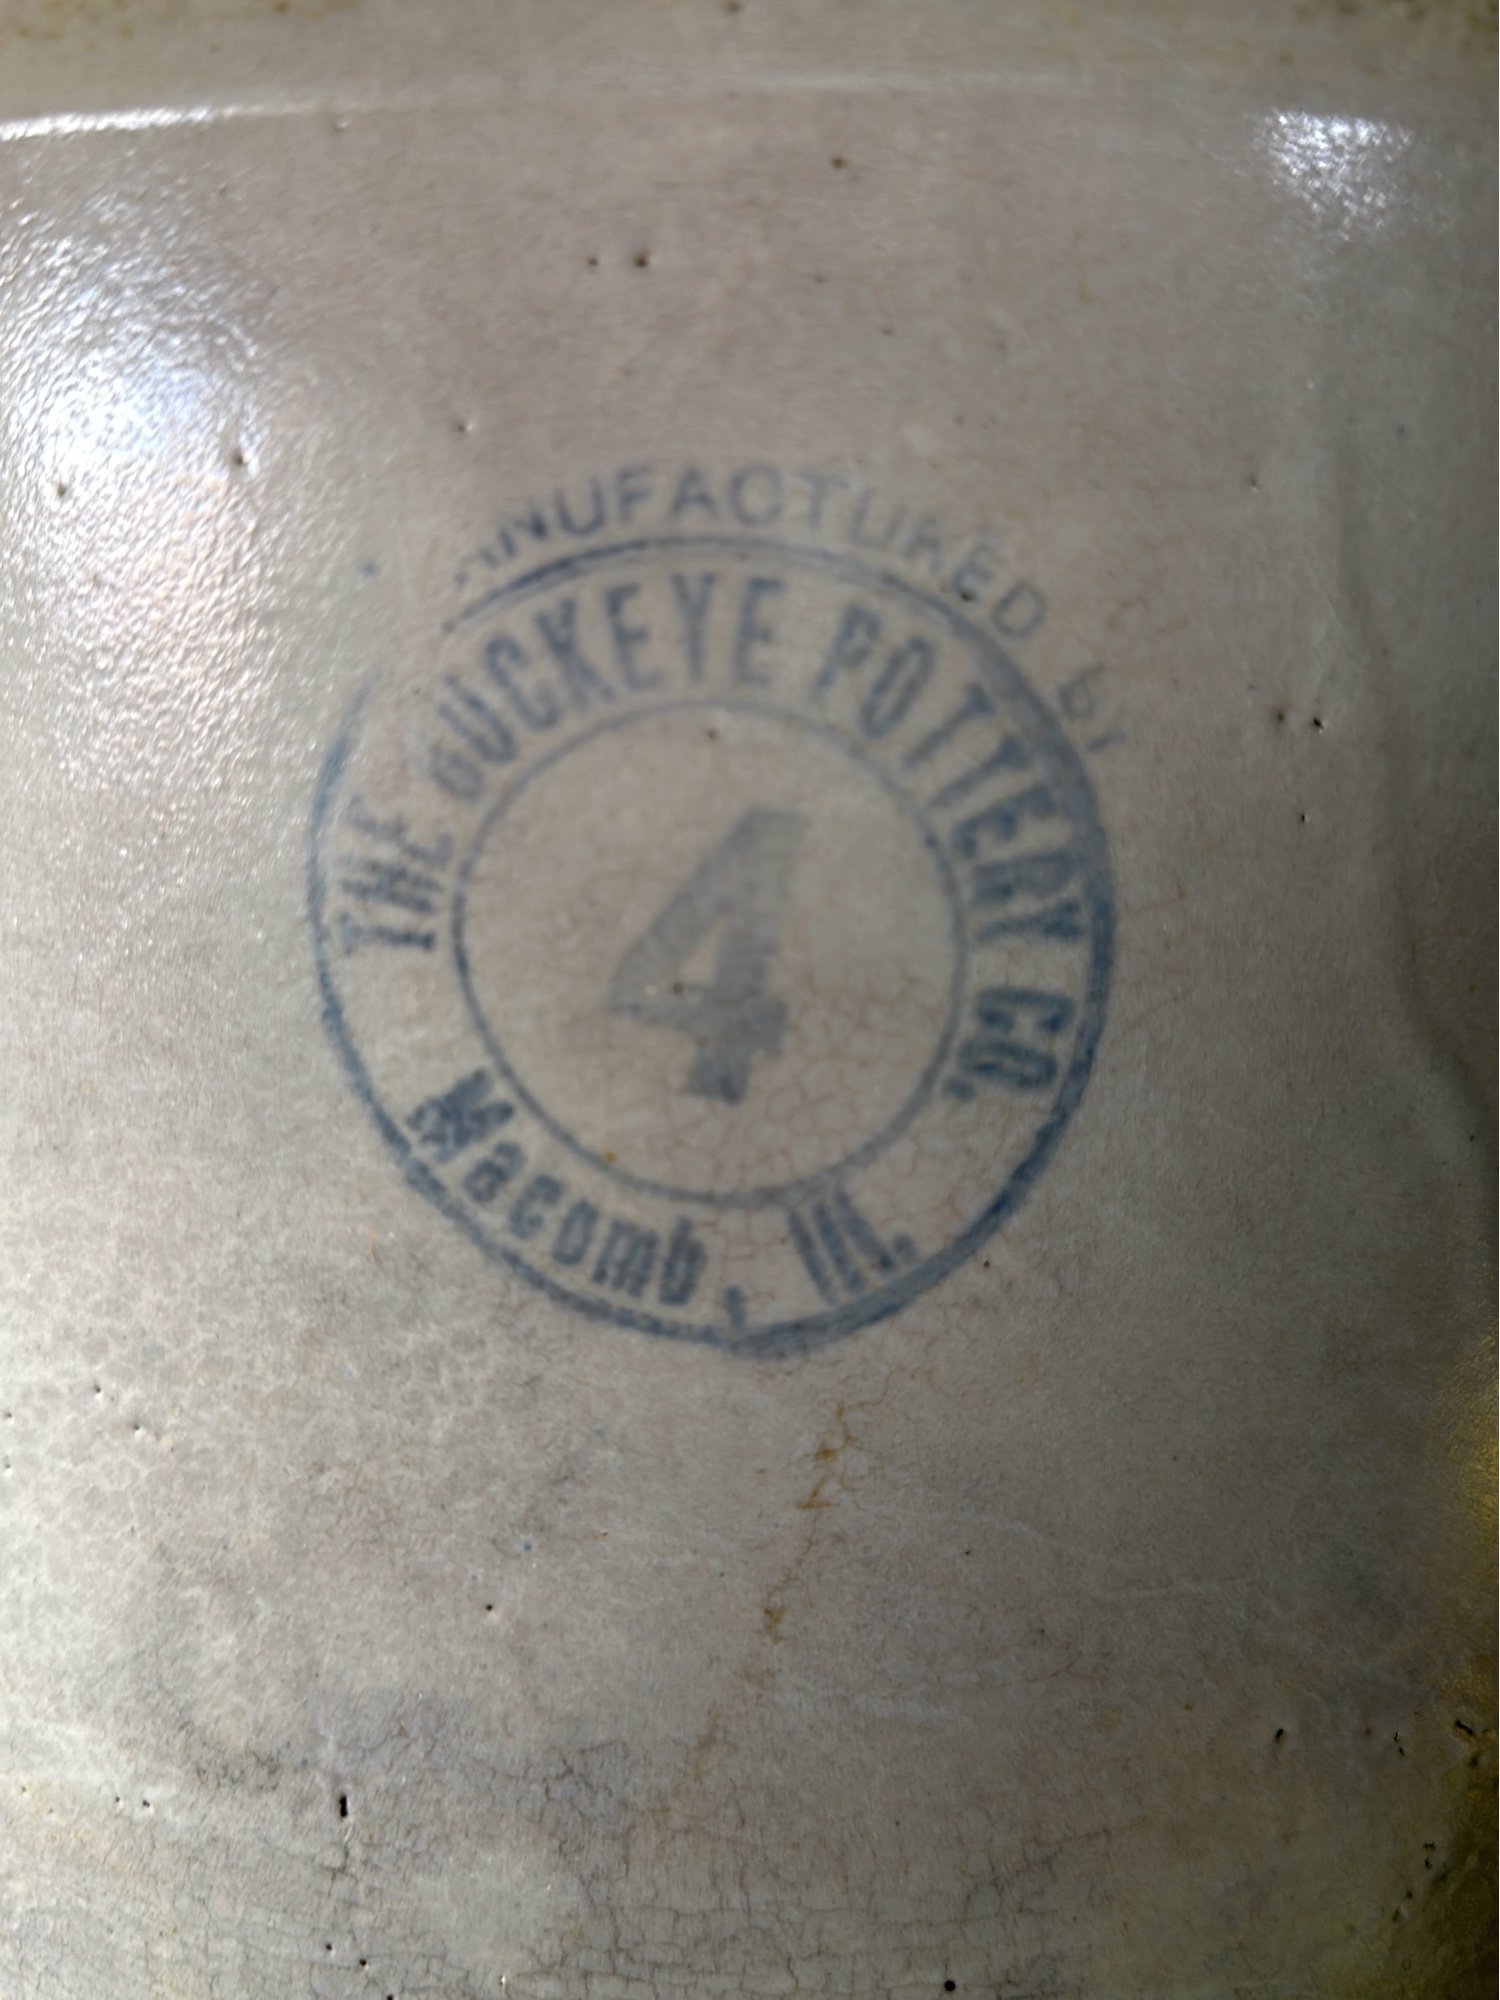 MANUFACTURED BY
THE BUCKEYE POTTERY CO.
4
Macomb, Ill.